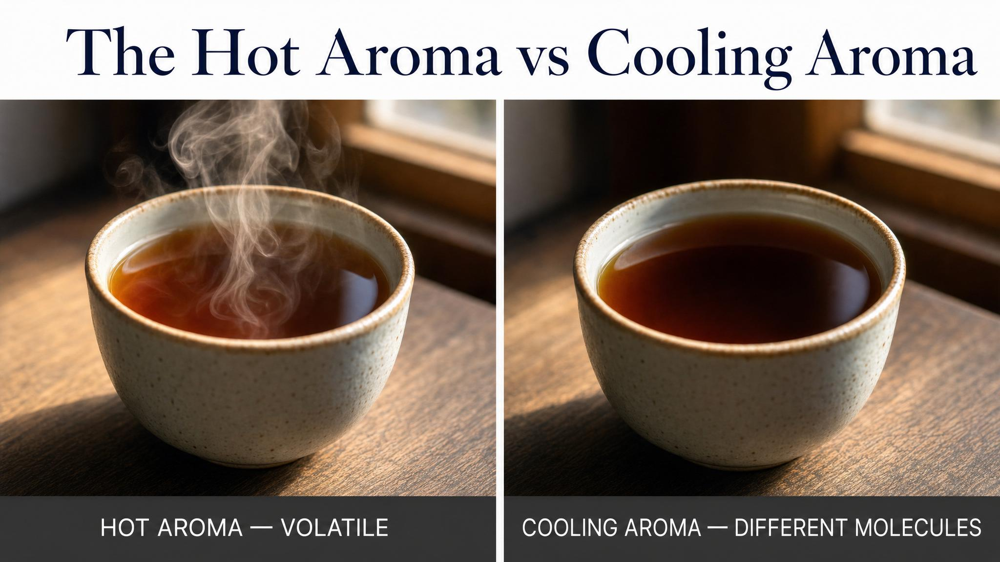 The Hot Aroma vs Cooling Aroma
HOT AROMA — VOLATILE
COOLING AROMA — DIFFERENT MOLECULES